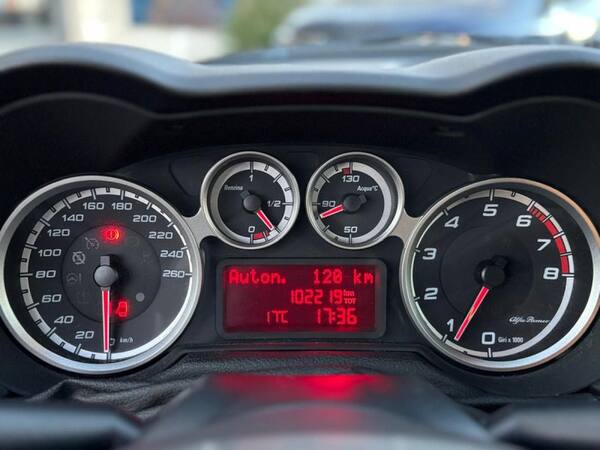 160 180
140 200
120 220
100
80 240
60 260
40
20 0
km/h
Benzina
1
1/2
0
Acqua°C
130
90
50
Auton. 120 km
102219 km TOT
17°C 17:36
5 6
4 7
3 8
2
1 0
Alfa Romeo
Giri x 1000